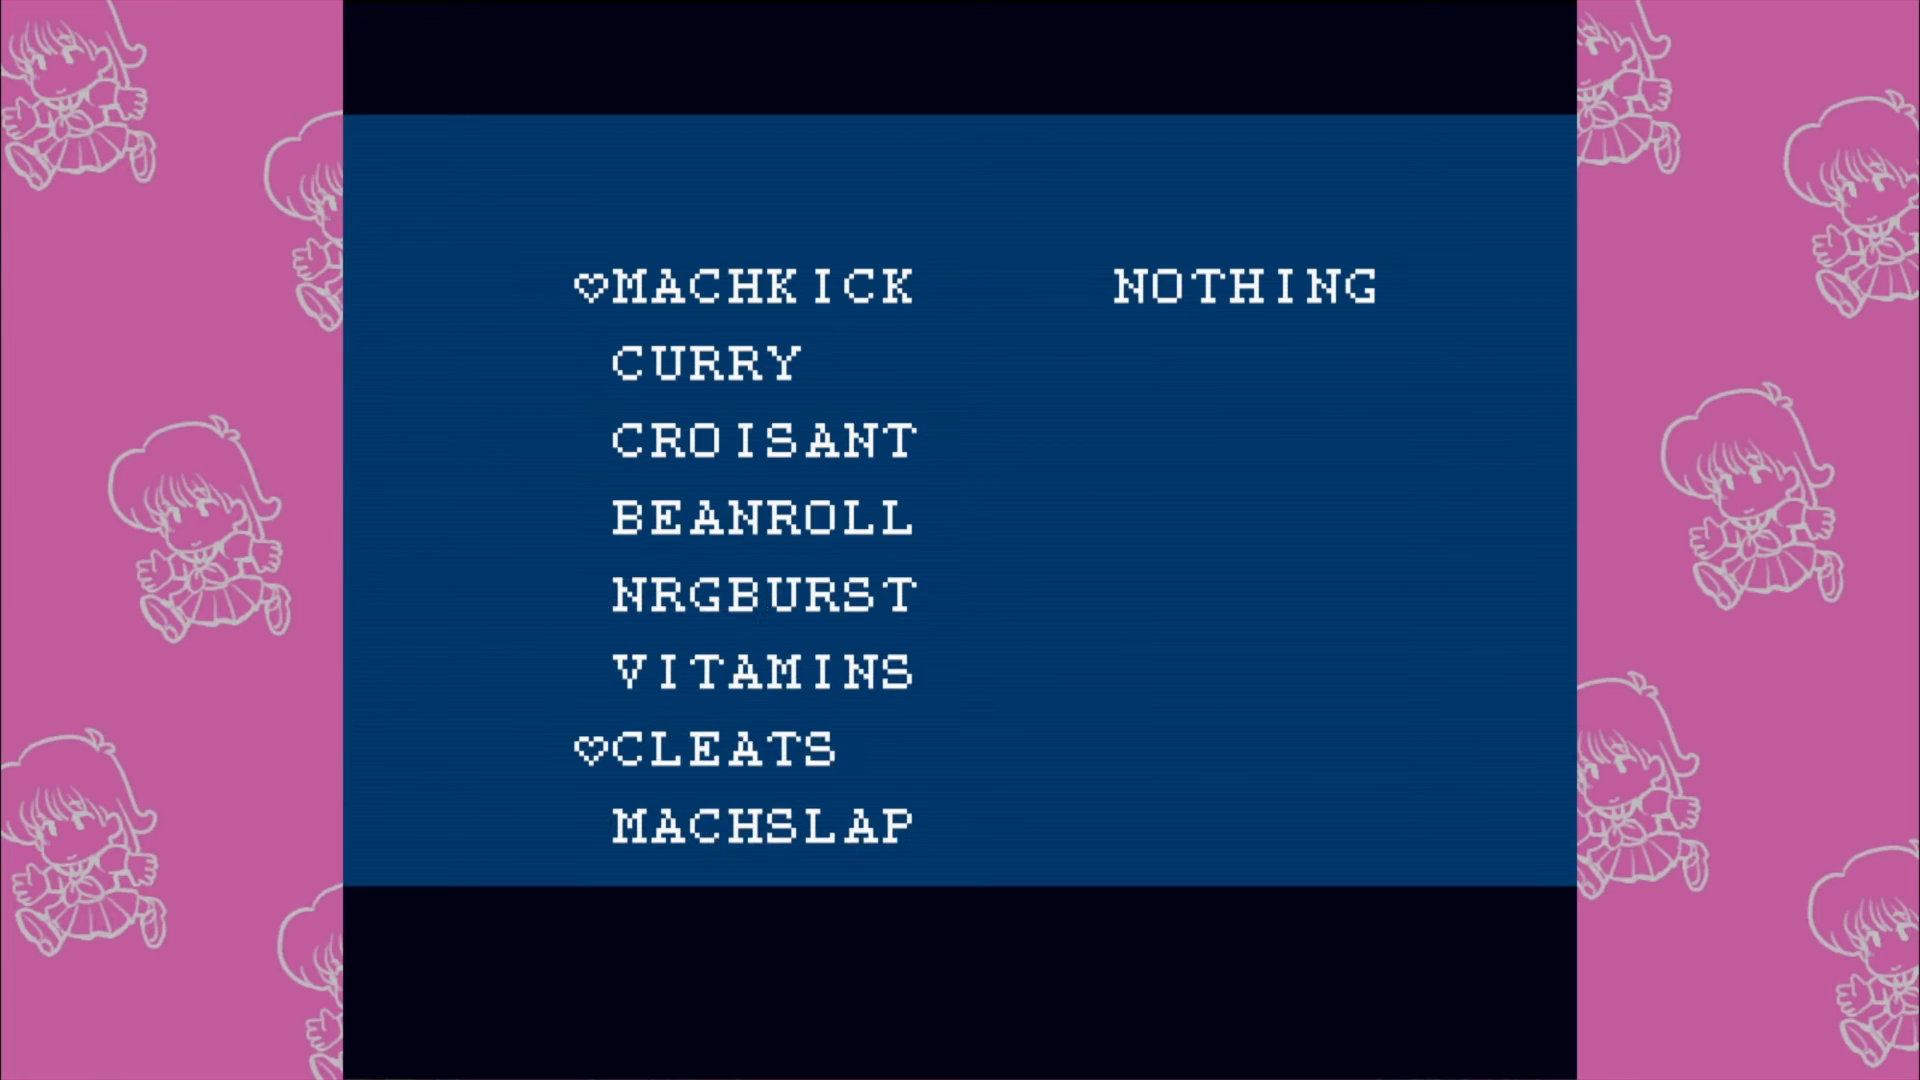 ♡MACHKICK NOTHING
CURRY
CROISANT
BEANROLL
NRGBURST
VITAMINS
♡CLEATS
MACHSLAP